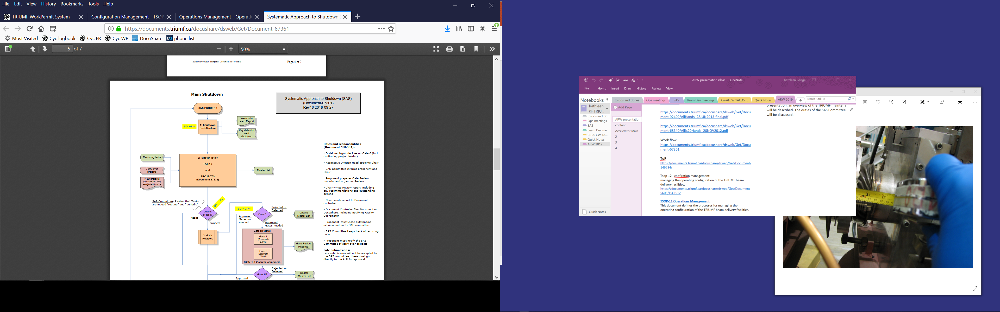 File Edit View History Bookmarks Tools Help
TRIUMF WorkPermit System
Configuration Management - TSOP
Operations Management - Operatio
Systematic Approach to Shutdown
https://documents.triumf.ca/docushare/dsweb/Get/Document-67361
Most Visited Cyc logbook Cyc FR Cyc WP DocuShare phone list
5 of 7
50%
20180927 090500 Template: Document-18187 Rel.6
Page 4 of 7
Main Shutdown
Systematic Approach to Shutdown (SAS)
(Document-67361)
Rev16 2018-09-27
SAS PROCESS
SD +6m
1: Shutdown
Post-Mortem
Lessons to
Learn Report
Key dates for
next
shutdown
Recurring tasks
Carry over
projects
New projects
(Document-67353)
sas@listsl.triumf.ca
2: Master list of
TASKS
and
PROJECTS
(Document-67332)
Master List
SAS Committee: Review that Tasks
are indeed "routine" and "periodic"
SD – 16w
project
or task?
tasks
projects
3: Gate
Reviews
SD – 14w
Gate 0
Rejected or
Deferred
Update
Master List
Approved
Gates not
needed
Approved
Gates needed
Gate Reviews
Gate 1
(Document-
67985)
Gate 2
(Document-
67985)
(Gate 1 & 2 can be combined)
Gate Review
Report(s)
Gate 1/2
Rejected or
Deferred
Update
Master List
Approved
Roles and responsibilities
(Document-146584):
- Divisional Mgmt decides on Gate 0 (incl.
confirming project leader)
- Respective Division Head appoints Chair
- SAS Committee informs proponent and
Chair
- Proponent prepares Gate Review
material and organizes Review
- Chair writes Review report, including
any recommendations and outstanding
actions
- Chair sends report to Document
controller
- Document Controller files Document on
DocuShare, including notifying Facility
Coordinator
- Proponent must close outstanding
actions, and notify SAS committee
- SAS Committee keeps track of recurring
tasks
- Proponent must notify the SAS
Committee of carry over projects
Late submissions:
Late submissions will not be accepted by
the SAS committee, these must go
directly to the ALD for approval.
ARW presentation ideas - OneNote
Kathleen Genge
File Home Insert Draw History Review View
Notebooks
to dos and dones
Ops meetings
SAS
Beam Dev meetings
Cu-ALCW 1AQ15 ...
Quick Notes
ARW 2019
Search (Ctrl+E)
Kathleen
@ TRIU...
to dos and do...
Ops meetings
SAS
Beam Dev me...
Cu-ALCW 1A...
Quick Notes
ARW 2019
Quick Notes
Add Page
ARW presentatio
content
Accelerator Main
2
3
4
https://documents.triumf.ca/docushare/dsweb/Get/Docu
ment-92409/AllHands_28JUN2013-final.pdf
https://documents.triumf.ca/docushare/dsweb/Get/Docu
ment-68340/All%20Hands_20NOV2012.pdf
Work flow
https://documents.triumf.ca/docushare/dsweb/Get/Docu
ment-67361
ToR
https://documents.triumf.ca/docushare/dsweb/Get/Document-
146584/
Tsop-12 - cnofiration management:
managing the operating configuration of the TRIUMF beam
delivery facilities.
https://documents.triumf.ca/docushare/dsweb/Get/Document-
5605/TSOP-12
TSOP-11 Operations Management:
This document defines the processes for managing the
operating configuration of the TRIUMF beam delivery facilities.
presentation, an overview of the TRIUMF maintena
will be described. The duties of the SAS Committee
will be discussed.